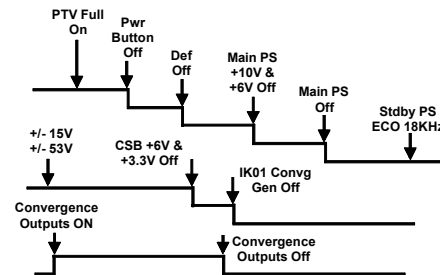 PTV Full
On
Pwr
Button
Off
Def
Off
Main PS
+10V &
+6V Off
Main PS
Off
Stdby PS
ECO 18KHz
+/- 15V
+/- 53V
CSB +6V &
+3.3V Off
IK01 Convg
Gen Off
Convergence
Outputs ON
Convergence
Outputs Off